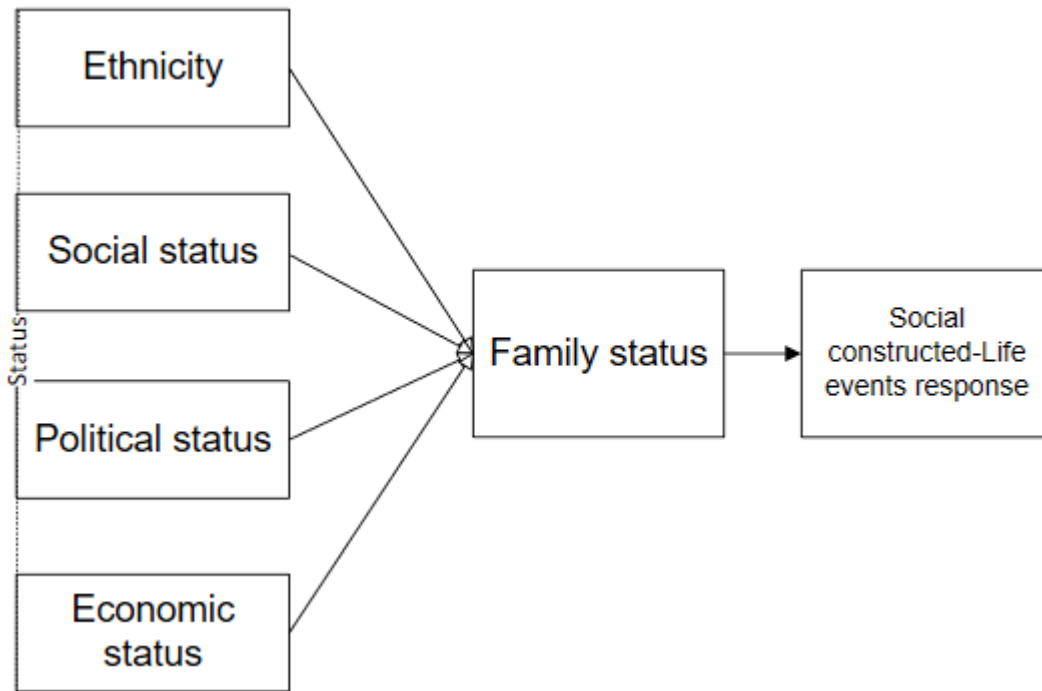 Ethnicity
Social status
Status
Political status
Economic
status
Family status
Social
constructed-Life
events response